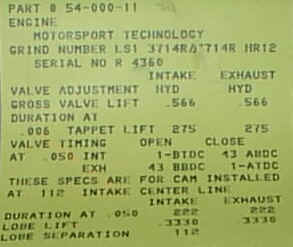 PART # 54-000-11
ENGINE
MOTORSPORT TECHNOLOGY
GRIND NUMBER LS1 3714R/3714R HR12
SERIAL NO R 4360
INTAKE EXHAUST
VALVE ADJUSTMENT HYD HYD
GROSS VALVE LIFT .566 .566
DURATION AT
.006 TAPPET LIFT 275 275
VALVE TIMING OPEN CLOSE
AT .050 INT 1-BTDC 43 ABDC
EXH 43 BBDC 1-ATDC
THESE SPECS ARE FOR CAM INSTALLED
AT 112 INTAKE CENTER LINE
INTAKE EXHAUST
DURATION AT .050 222 222
LOBE LIFT .3330 .3330
LOBE SEPARATION 112